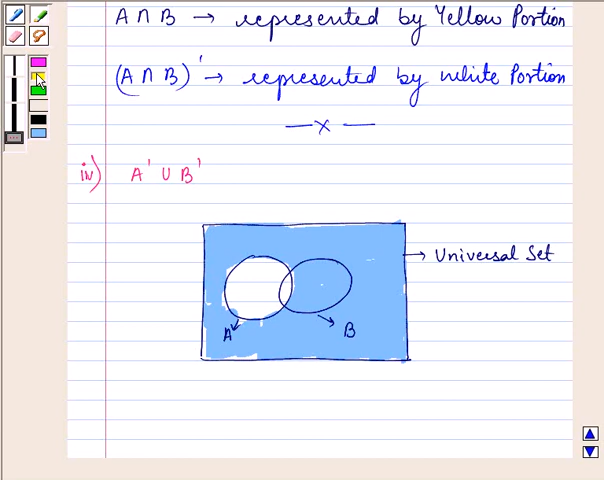 A ∩ B → represented by Yellow Portion
(A ∩ B)' → represented by white Portion
— x —
iv) A' ∪ B'
→ Universal Set
A
B